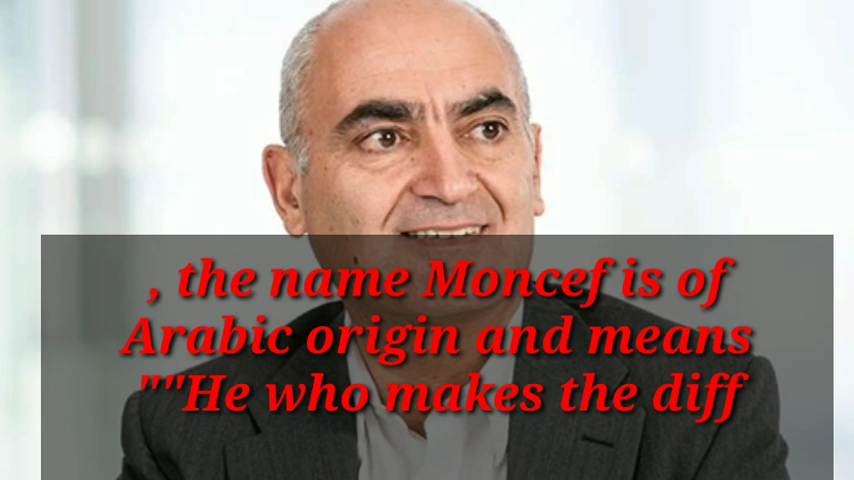 , the name Moncef is of
Arabic origin and means
""He who makes the diff